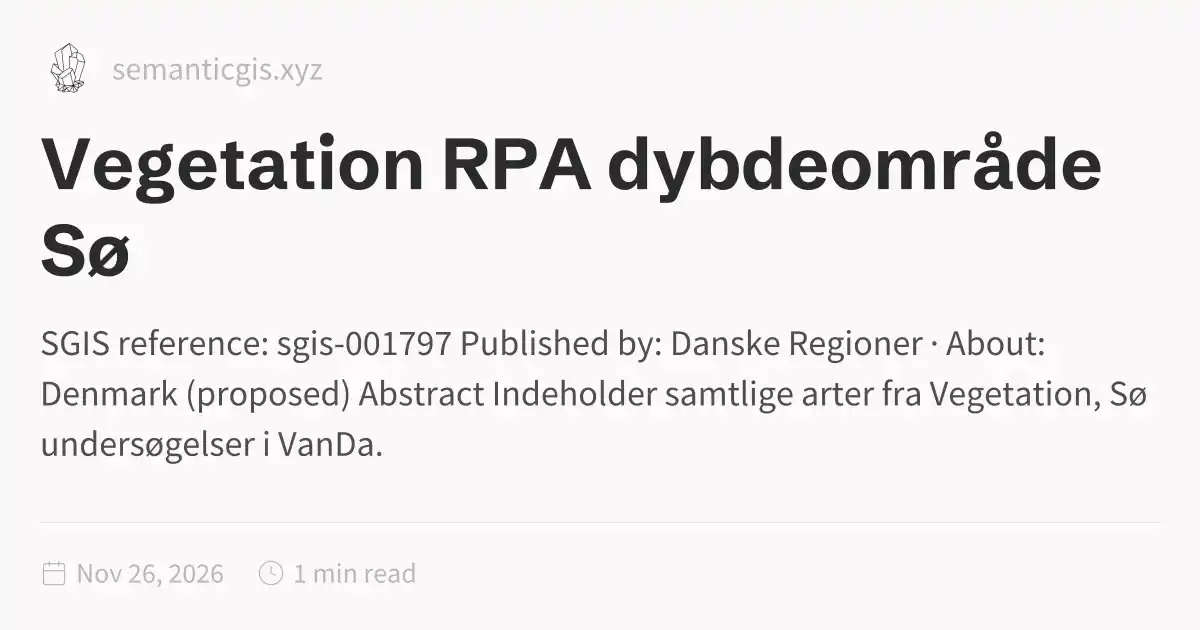 semanticgis.xyz
Vegetation RPA dybdeområde
Sø
SGIS reference: sgis-001797 Published by: Danske Regioner · About:
Denmark (proposed) Abstract Indeholder samtlige arter fra Vegetation, Sø
undersøgelser i VanDa.
Nov 26, 2026 1 min read